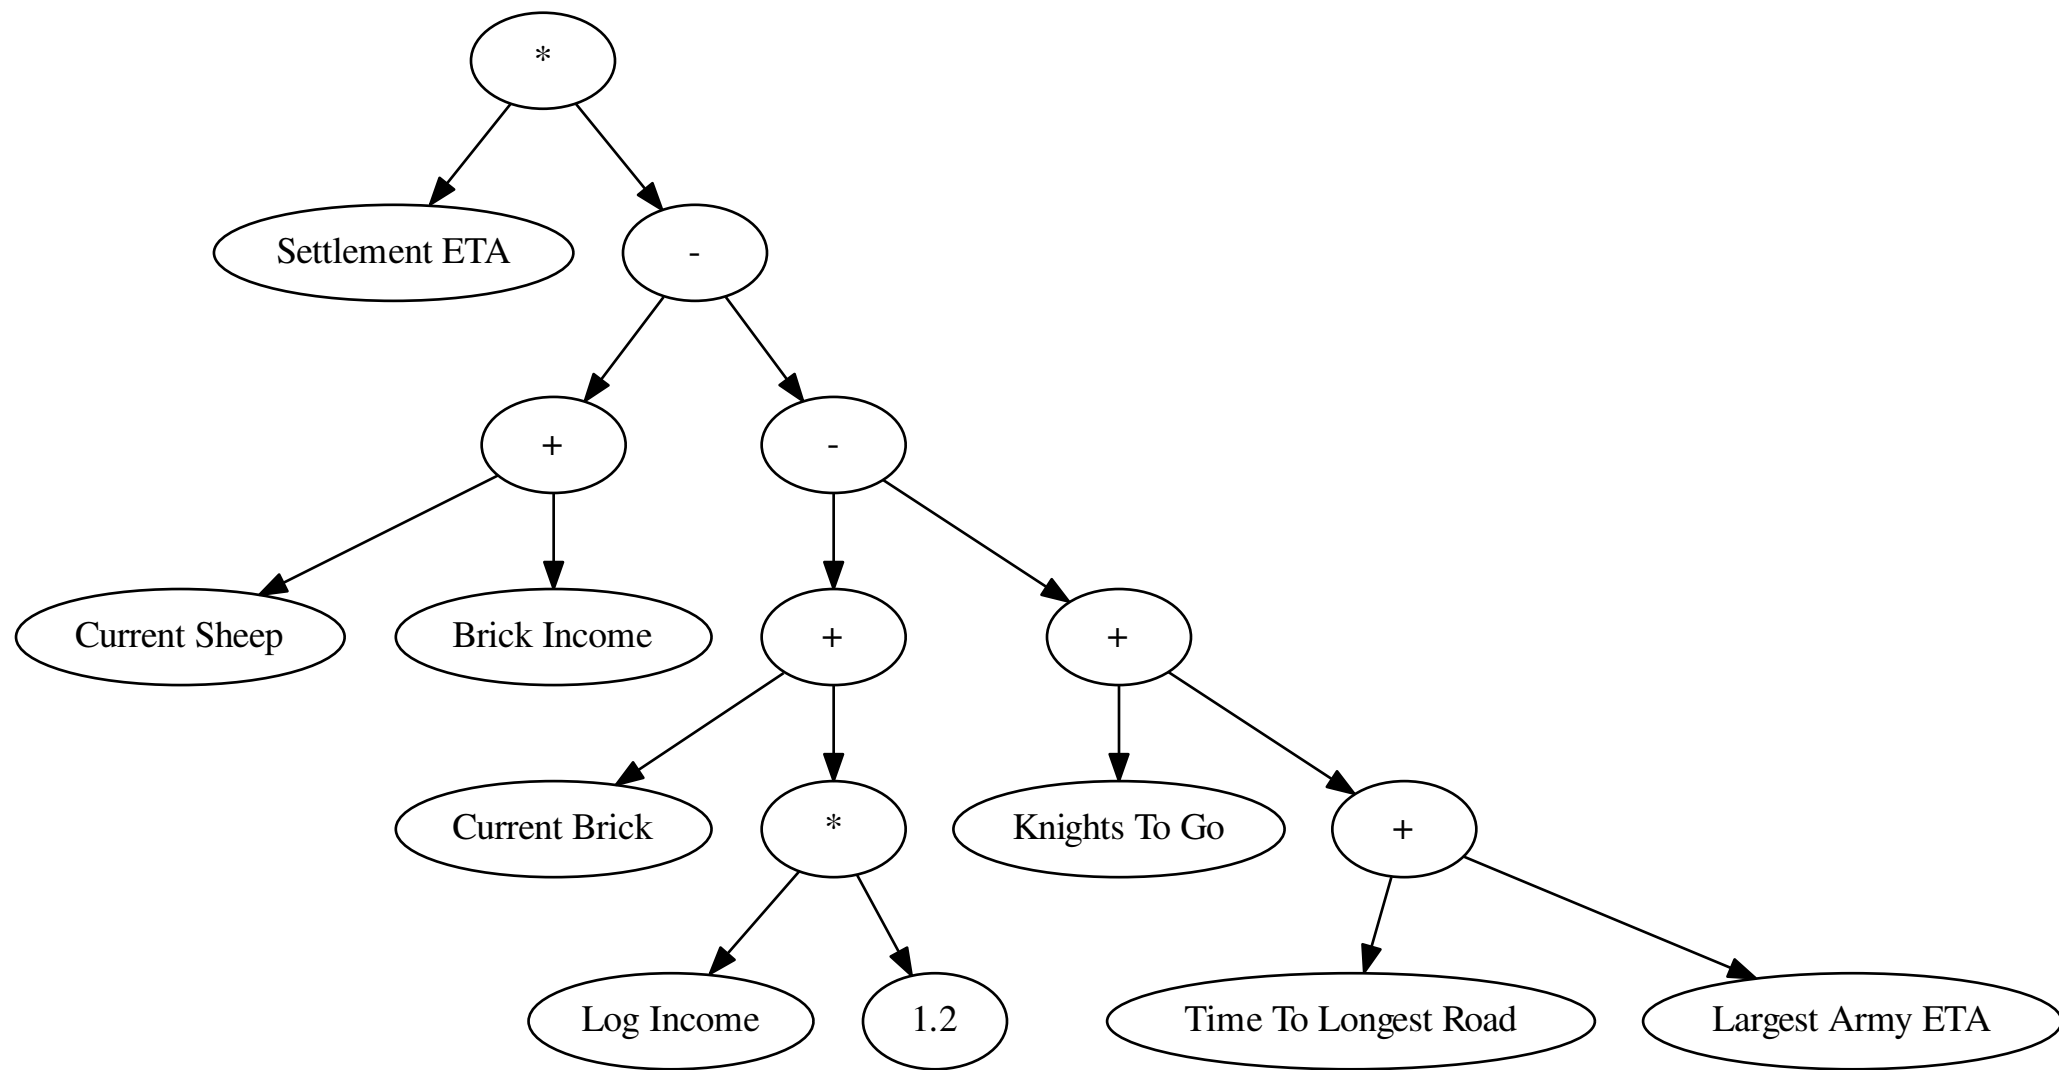 *
Settlement ETA
-
+
-
Current Sheep
Brick Income
+
+
Current Brick
*
Knights To Go
+
Log Income
1.2
Time To Longest Road
Largest Army ETA